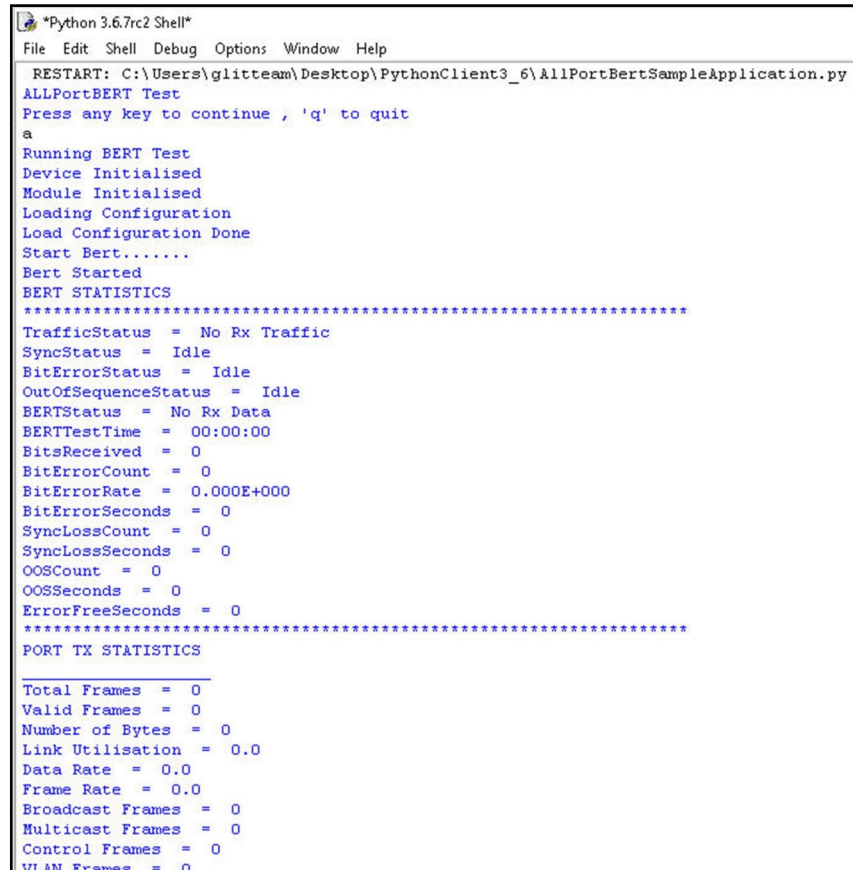 *Python 3.6.7rc2 Shell*
File Edit Shell Debug Options Window Help
RESTART: C:\Users\glitteam\Desktop\PythonClient3_6\AllPortBertSampleApplication.py
ALLPortBERT Test
Press any key to continue , 'q' to quit
a
Running BERT Test
Device Initialised
Module Initialised
Loading Configuration
Load Configuration Done
Start Bert.......
Bert Started
BERT STATISTICS
********************************************************************
TrafficStatus = No Rx Traffic
SyncStatus = Idle
BitErrorStatus = Idle
OutOfSequenceStatus = Idle
BERTStatus = No Rx Data
BERTTestTime = 00:00:00
BitsReceived = 0
BitErrorCount = 0
BitErrorRate = 0.000E+000
BitErrorSeconds = 0
SyncLossCount = 0
SyncLossSeconds = 0
OOSCount = 0
OOSSeconds = 0
ErrorFreeSeconds = 0
********************************************************************
PORT TX STATISTICS
___________________
Total Frames = 0
Valid Frames = 0
Number of Bytes = 0
Link Utilisation = 0.0
Data Rate = 0.0
Frame Rate = 0.0
Broadcast Frames = 0
Multicast Frames = 0
Control Frames = 0
VLAN Frames = 0